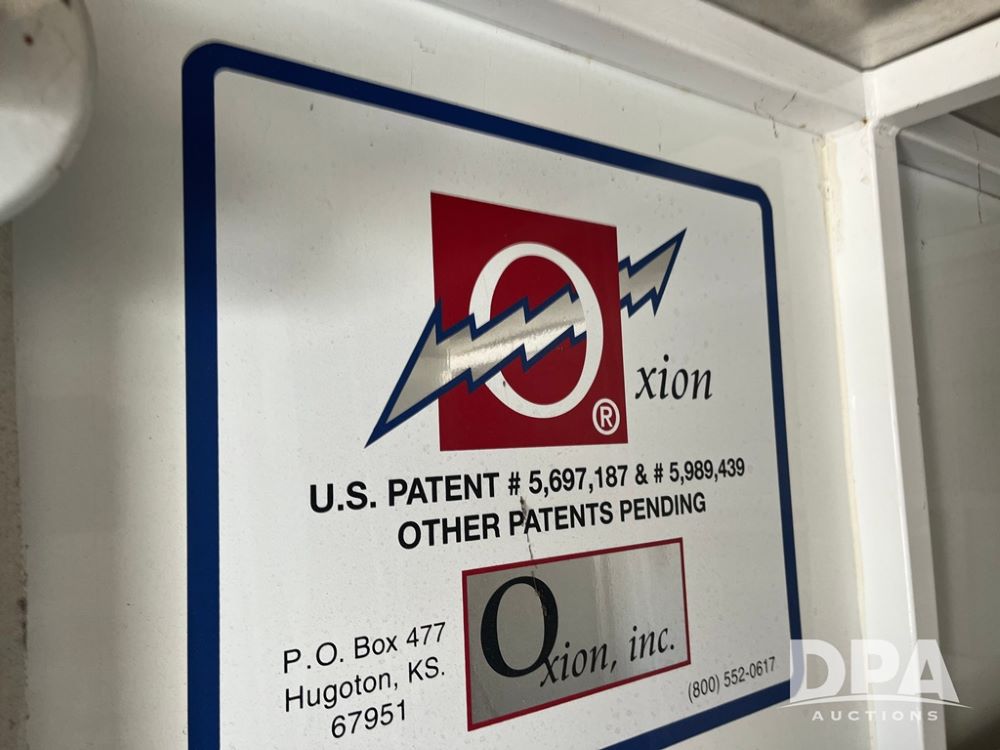 Oxion
®
U.S. PATENT # 5,697,187 & # 5,989,439
OTHER PATENTS PENDING
P.O. Box 477
Hugoton, KS.
67951
Oxion, inc.
(800) 552-0617
DPA
AUCTIONS